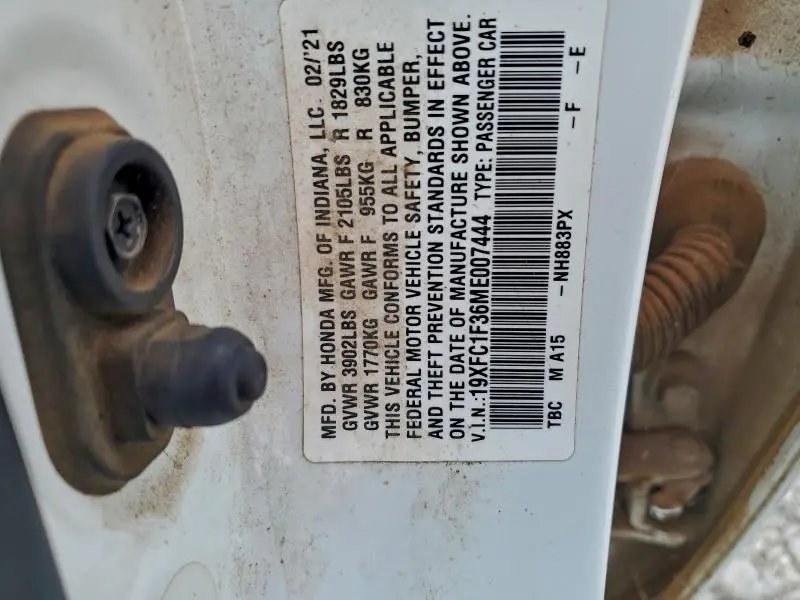 MFD. BY HONDA MFG. OF INDIANA, LLC. 02/'21
GVWR 3902LBS GAWR F 2105LBS R 1829LBS
GVWR 1770KG GAWR F 955KG R 830KG
THIS VEHICLE CONFORMS TO ALL APPLICABLE
FEDERAL MOTOR VEHICLE SAFETY, BUMPER,
AND THEFT PREVENTION STANDARDS IN EFFECT
ON THE DATE OF MANUFACTURE SHOWN ABOVE.
V.I.N.:19XFC1F36ME007444 TYPE: PASSENGER CAR
TBC M A15 -NH883PX -F -E